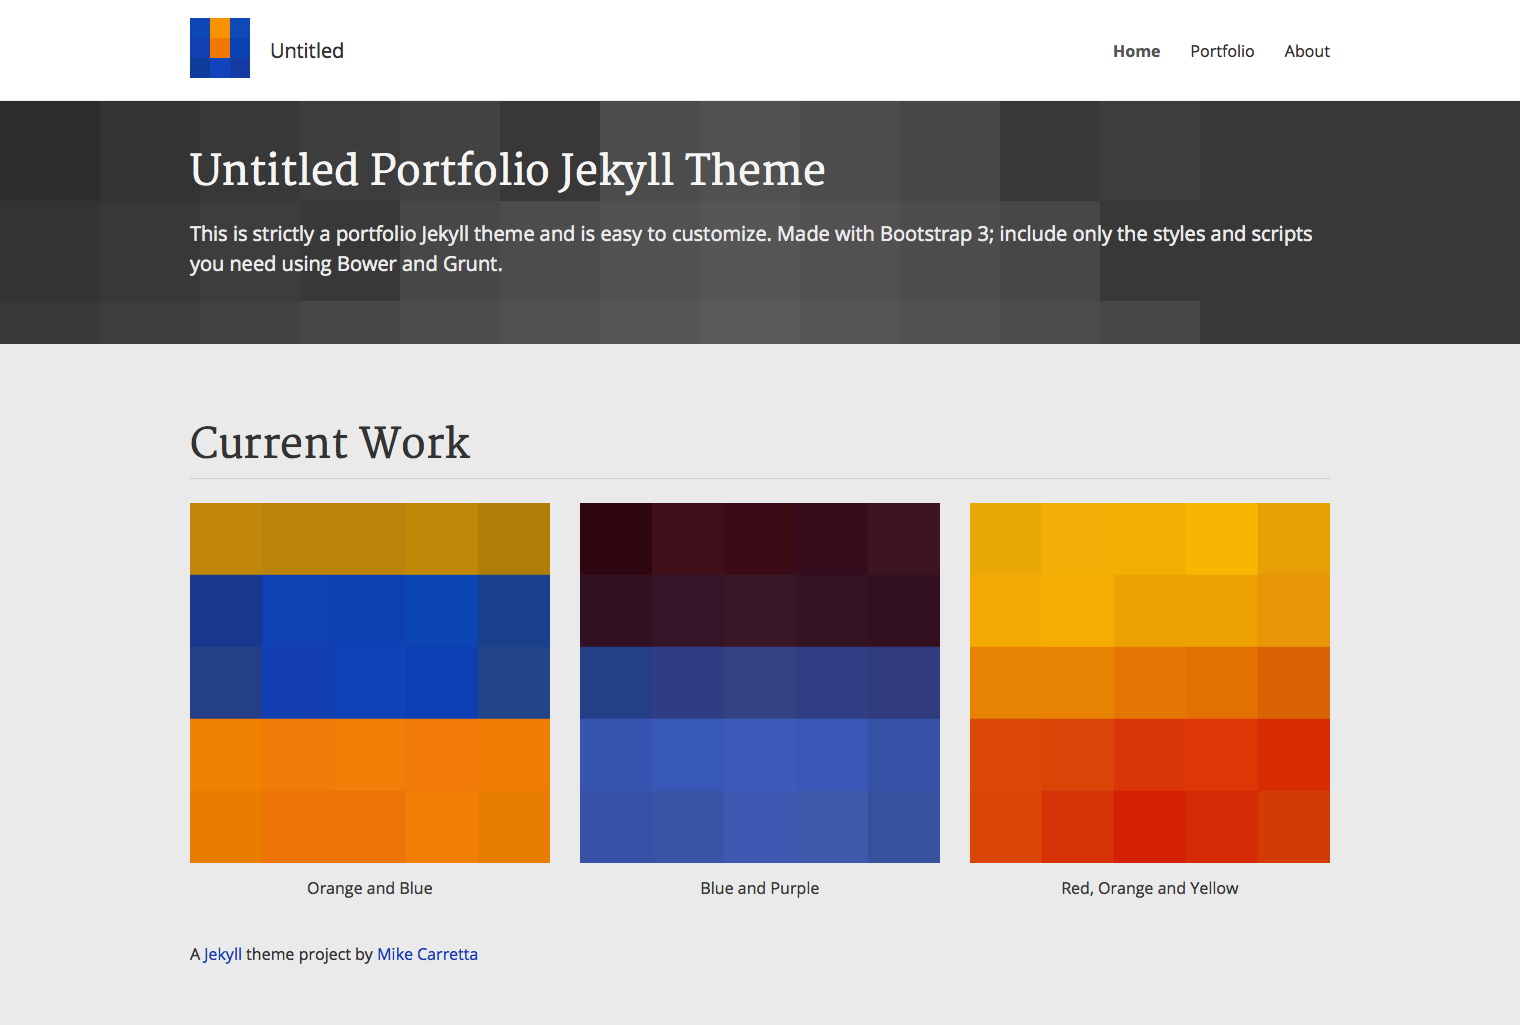 Untitled
Home Portfolio About
Untitled Portfolio Jekyll Theme
This is strictly a portfolio Jekyll theme and is easy to customize. Made with Bootstrap 3; include only the styles and scripts
you need using Bower and Grunt.
Current Work
Orange and Blue
Blue and Purple
Red, Orange and Yellow
A Jekyll theme project by Mike Carretta